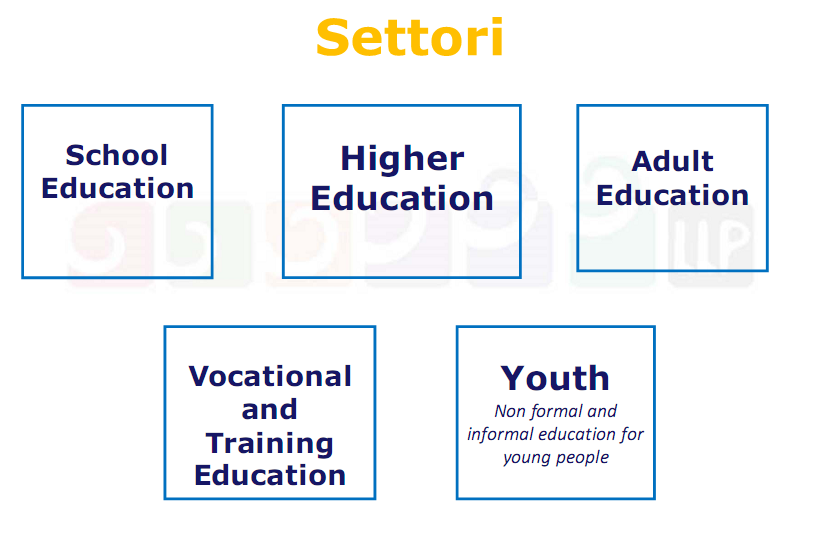 Settori
School
Education
Higher
Education
Adult
Education
LLP
Vocational
and
Training
Education
Youth
Non formal and
informal education for
young people